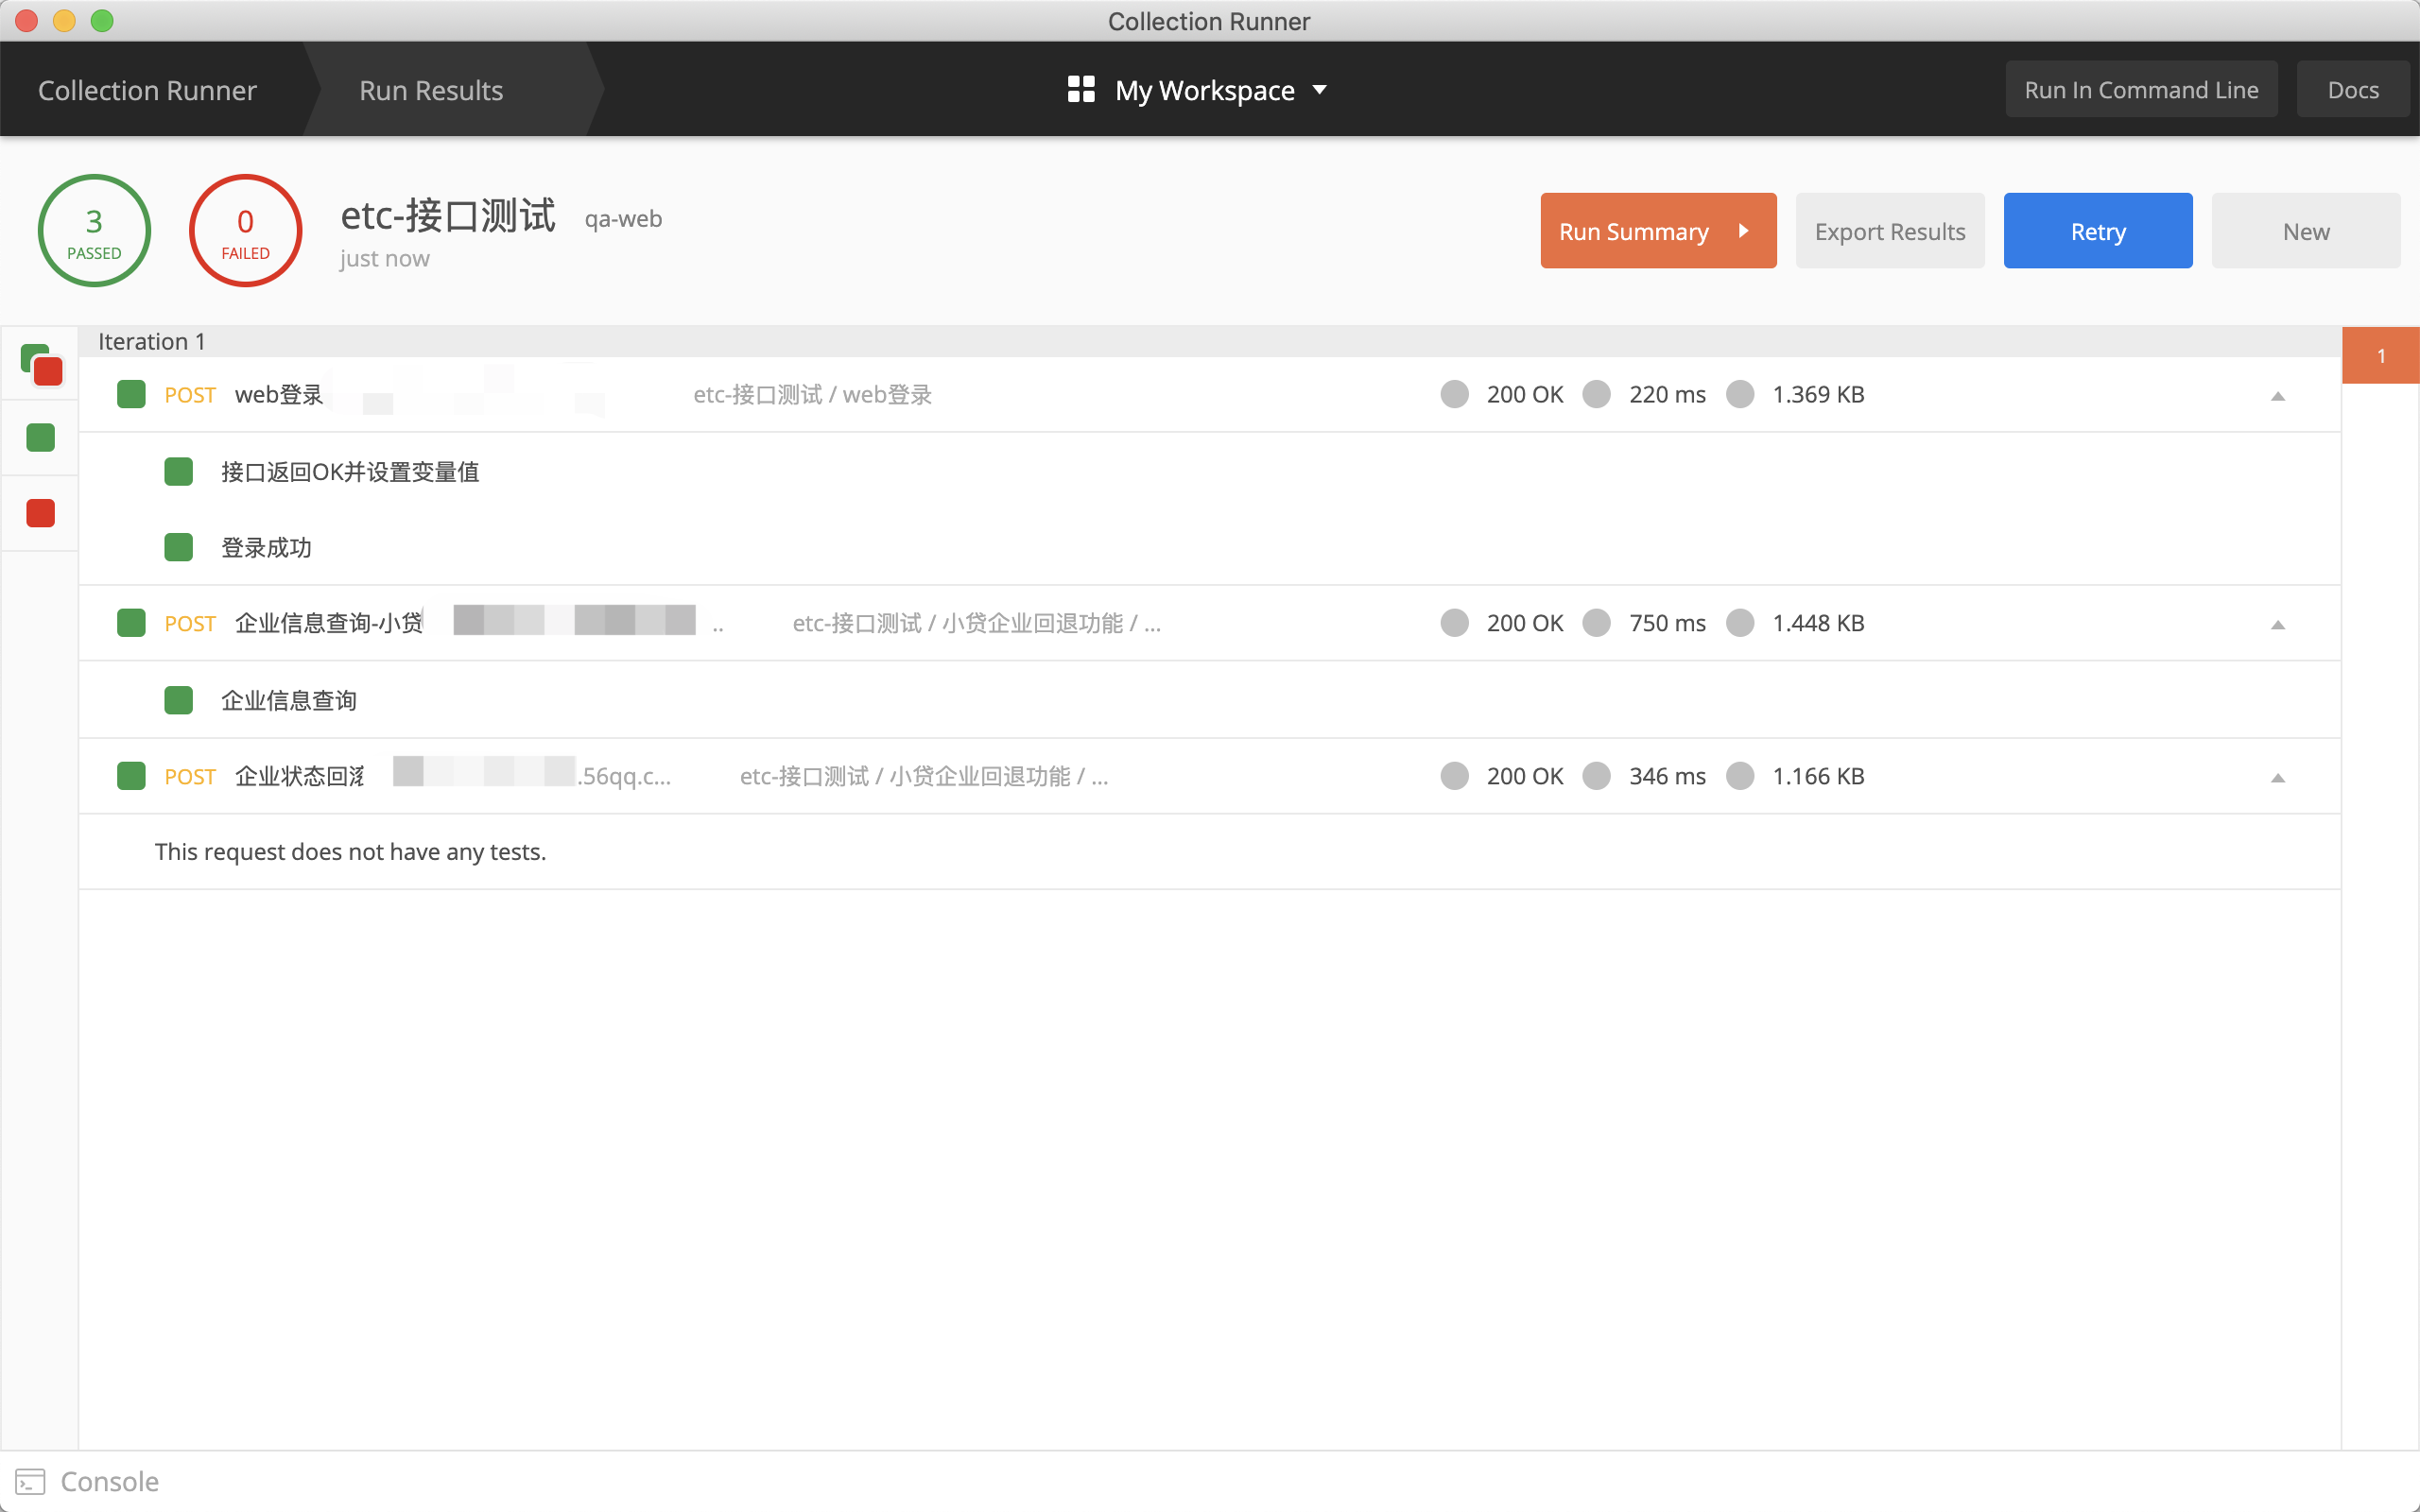 Collection Runner
Collection Runner Run Results My Workspace Run In Command Line Docs
3 PASSED
0 FAILED
etc-接口测试 qa-web
just now
Run Summary Export Results Retry New
Iteration 1
1
POST web登录 etc-接口测试 / web登录 200 OK 220 ms 1.369 KB
接口返回OK并设置变量值
登录成功
POST 企业信息查询-小贷 .. etc-接口测试 / 小贷企业回退功能 / ... 200 OK 750 ms 1.448 KB
企业信息查询
POST 企业状态回滚 .56qq.c... etc-接口测试 / 小贷企业回退功能 / ... 200 OK 346 ms 1.166 KB
This request does not have any tests.
Console